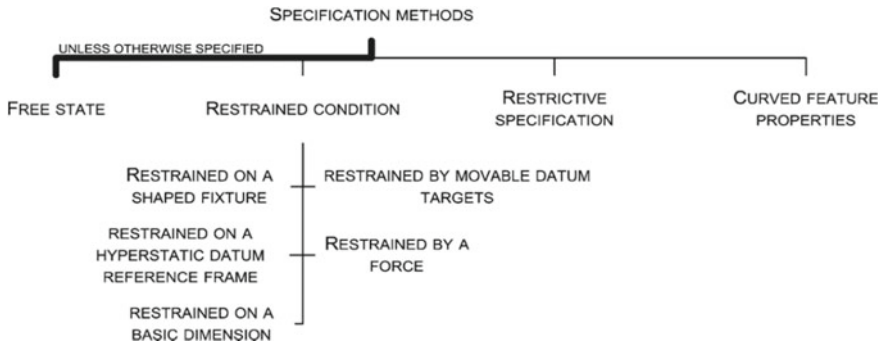 SPECIFICATION METHODS
UNLESS OTHERWISE SPECIFIED
FREE STATE
RESTRAINED CONDITION
RESTRICTIVE
SPECIFICATION
CURVED FEATURE
PROPERTIES
RESTRAINED ON A
SHAPED FIXTURE
RESTRAINED BY MOVABLE DATUM
TARGETS
RESTRAINED ON A
HYPERSTATIC DATUM
REFERENCE FRAME
RESTRAINED BY A
FORCE
RESTRAINED ON A
BASIC DIMENSION